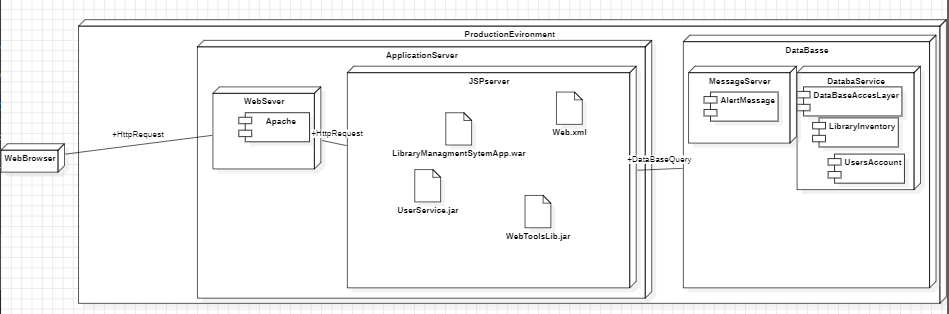 ProductionEvironment
ApplicationServer
DataBasse
JSPserver
MessageServer
DatabaService
WebSever
AlertMessage
DataBaseAccesLayer
Apache
Web.xml
LibraryInventory
+HttpRequest
+HttpRequest
LibraryManagmentSytemApp.war
WebBrowser
+DataBaseQuery
UsersAccount
UserService.jar
WebToolsLib.jar